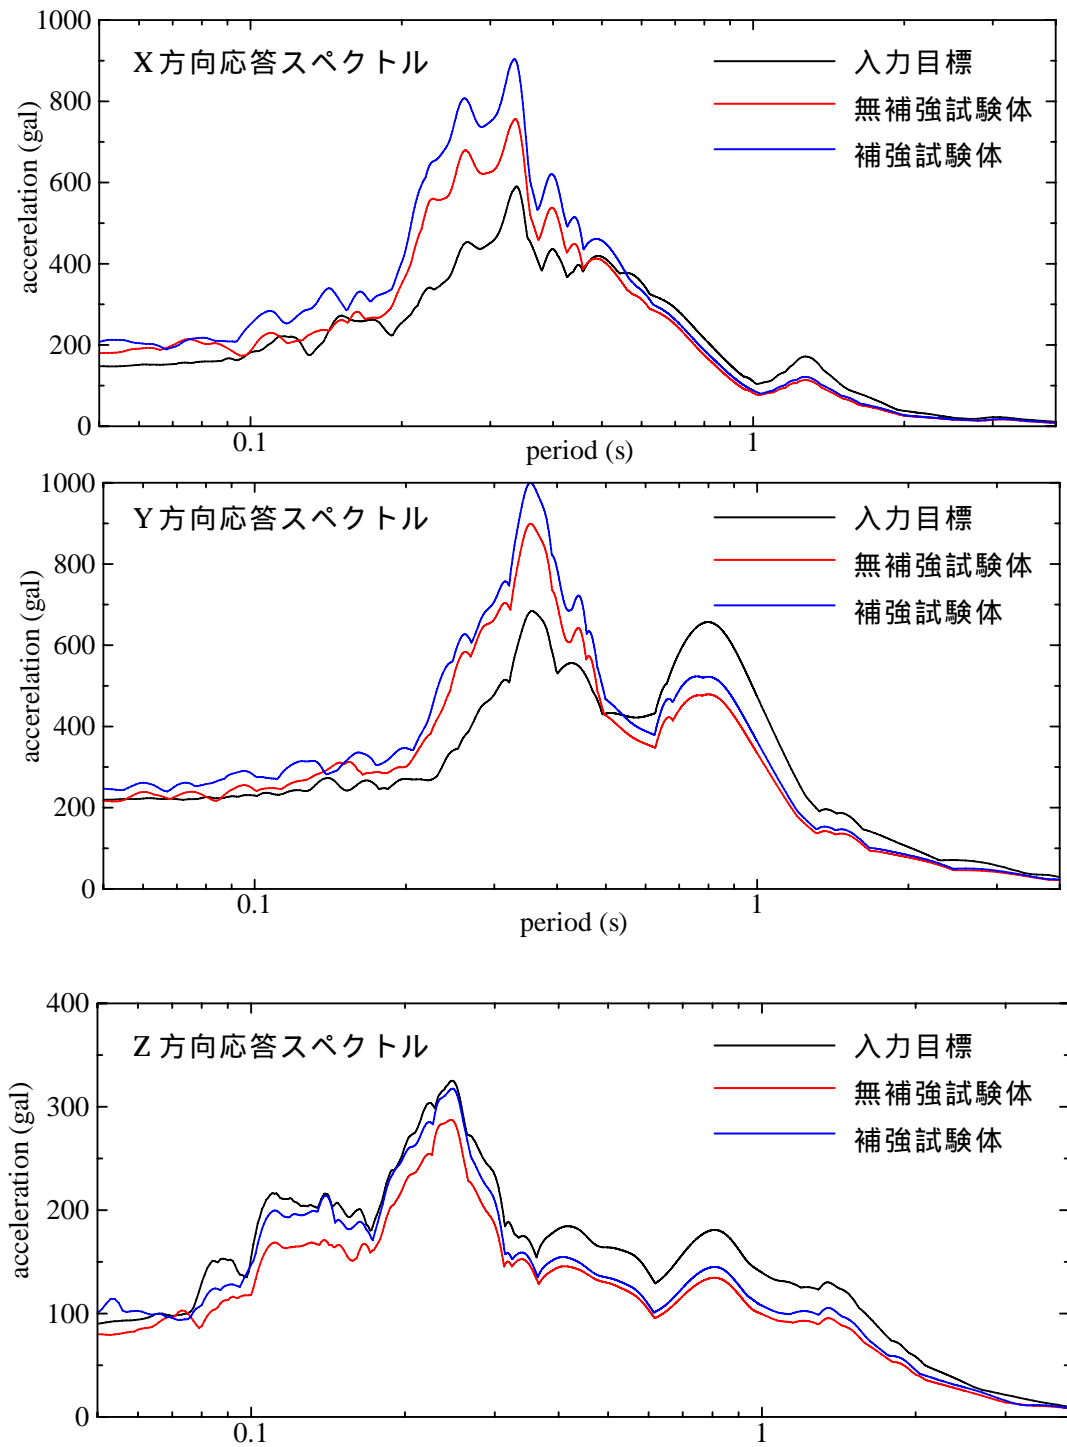 1000
X 方向応答スペクトル
入力目標
無補強試験体
補強試験体
800
600
400
200
0
accerelation (gal)
0.1
1
period (s)
1000
Y 方向応答スペクトル
入力目標
無補強試験体
補強試験体
800
600
400
200
0
accerelation (gal)
0.1
1
period (s)
400
Z 方向応答スペクトル
入力目標
無補強試験体
補強試験体
300
200
100
0
acceleration (gal)
0.1
1